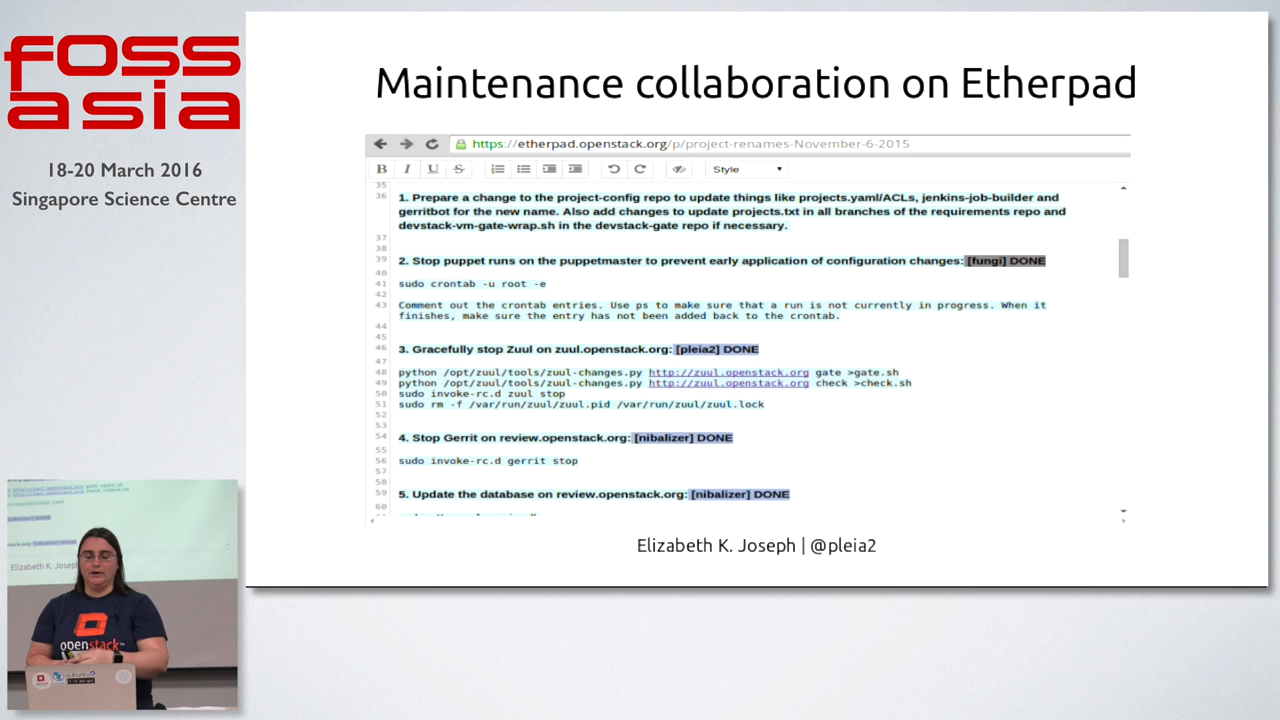 foss
asia
18-20 March 2016
Singapore Science Centre
Maintenance collaboration on Etherpad
https://etherpad.openstack.org/p/project-renames-November-6-2015
B I U S Style
35
36 1. Prepare a change to the project-config repo to update things like projects.yaml/ACLs, jenkins-job-builder and
gerritbot for the new name. Also add changes to update projects.txt in all branches of the requirements repo and
devstack-vm-gate-wrap.sh in the devstack-gate repo if necessary.
37
38
39 2. Stop puppet runs on the puppetmaster to prevent early application of configuration changes: [fungi] DONE
40
41 sudo crontab -u root -e
42
43 Comment out the crontab entries. Use ps to make sure that a run is not currently in progress. When it
finishes, make sure the entry has not been added back to the crontab.
44
45
46 3. Gracefully stop Zuul on zuul.openstack.org: [pleia2] DONE
47
48 python /opt/zuul/tools/zuul-changes.py http://zuul.openstack.org gate >gate.sh
49 python /opt/zuul/tools/zuul-changes.py http://zuul.openstack.org check >check.sh
50 sudo invoke-rc.d zuul stop
51 sudo rm -f /var/run/zuul/zuul.pid /var/run/zuul/zuul.lock
52
53
54 4. Stop Gerrit on review.openstack.org: [nibalizer] DONE
55
56 sudo invoke-rc.d gerrit stop
57
58
59 5. Update the database on review.openstack.org: [nibalizer] DONE
60
Elizabeth K. Joseph | @pleia2
Elizabeth K. Joseph
openstack